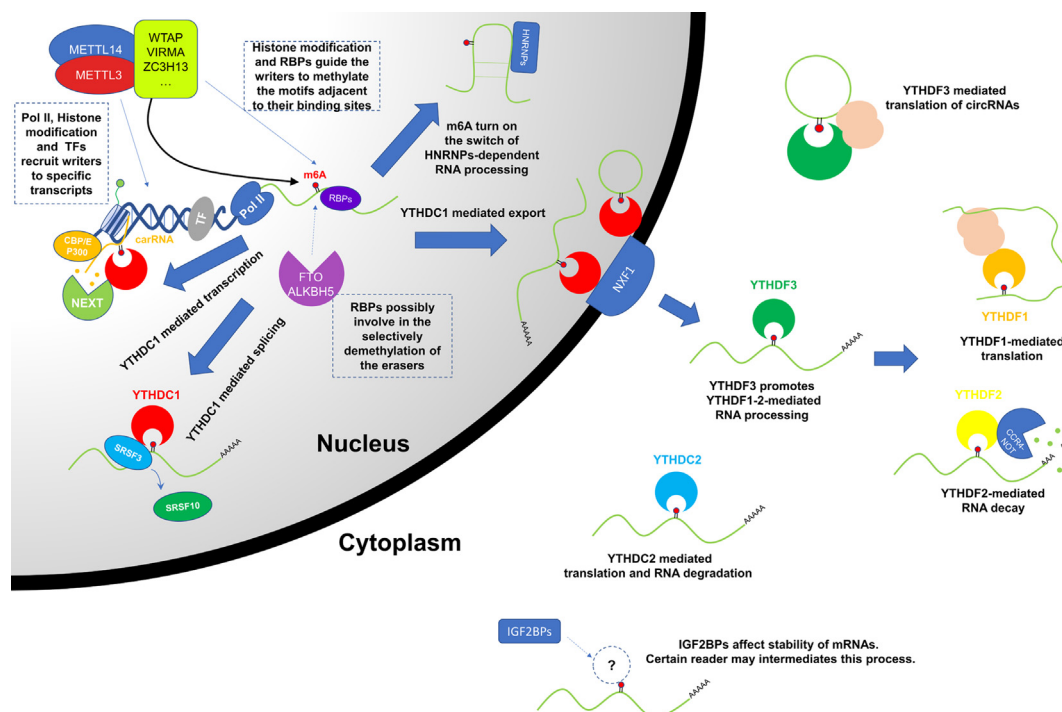 METTL14
METTL3
WTAP
VIRMA
ZC3H13
...
Histone modification
and RBPs guide the
writers to methylate
the motifs adjacent
to their binding sites
Pol II, Histone
modification
and TFs
recruit writers
to specific
transcripts
HNRNPs
m6A turn on
the switch of
HNRNPs-dependent
RNA processing
m6A
RBPs
Pol II
TF
CBP/E
P300
carRNA
NEXT
YTHDC1 mediated transcription
FTO
ALKBH5
RBPs possibly
involve in the
selectively
demethylation of
the erasers
YTHDC1 mediated export
NXF1
AAAAA
YTHDC1 mediated splicing
YTHDC1
SRSF3
AAAAA
SRSF10
Nucleus
Cytoplasm
YTHDF3 mediated
translation of circRNAs
YTHDF3
AAAAA
YTHDF3 promotes
YTHDF1-2-mediated
RNA processing
YTHDF1
YTHDF1-mediated
translation
YTHDF2
CCR4-
NOT
AAA
YTHDF2-mediated
RNA decay
YTHDC2
AAAAA
YTHDC2 mediated
translation and RNA degradation
IGF2BPs
?
IGF2BPs affect stability of mRNAs.
Certain reader may intermediates this process.
AAAAA